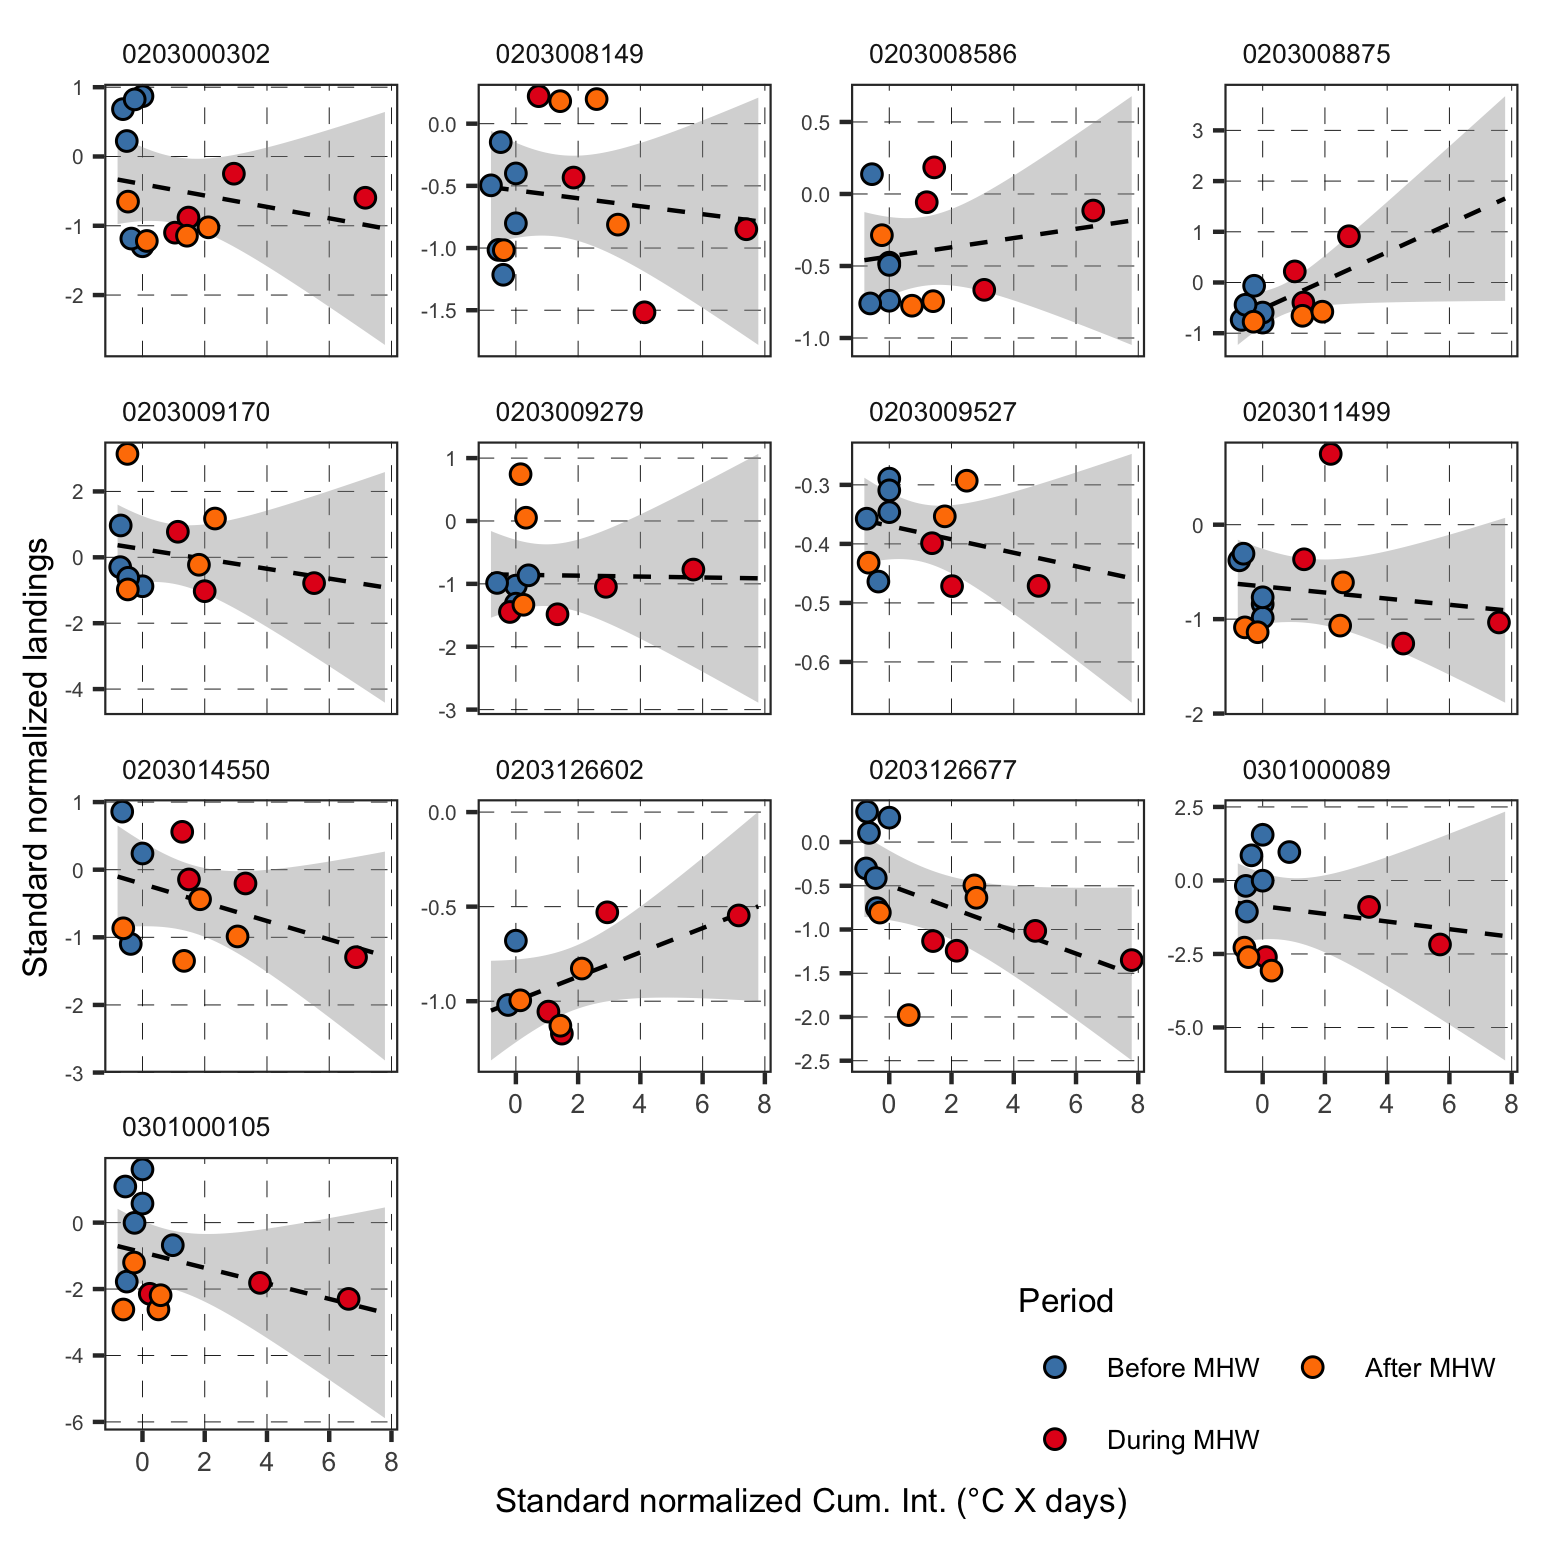 0203000302 0203008149 0203008586 0203008875
1 0 -1 -2
0.0 -0.5 -1.0 -1.5
0.5 0.0 -0.5 -1.0
3 2 1 0 -1
0203009170 0203009279 0203009527 0203011499
2 0 -2 -4
1 0 -1 -2 -3
-0.3 -0.4 -0.5 -0.6
0 -1 -2
0203014550 0203126602 0203126677 0301000089
1 0 -1 -2 -3
0.0 -0.5 -1.0
0.0 -0.5 -1.0 -1.5 -2.0 -2.5
2.5 0.0 -2.5 -5.0
0 2 4 6 8
0 2 4 6 8
0 2 4 6 8
0301000105
0 -2 -4 -6
0 2 4 6 8
Standard normalized landings
Standard normalized Cum. Int. (°C X days)
Period
Before MHW
After MHW
During MHW